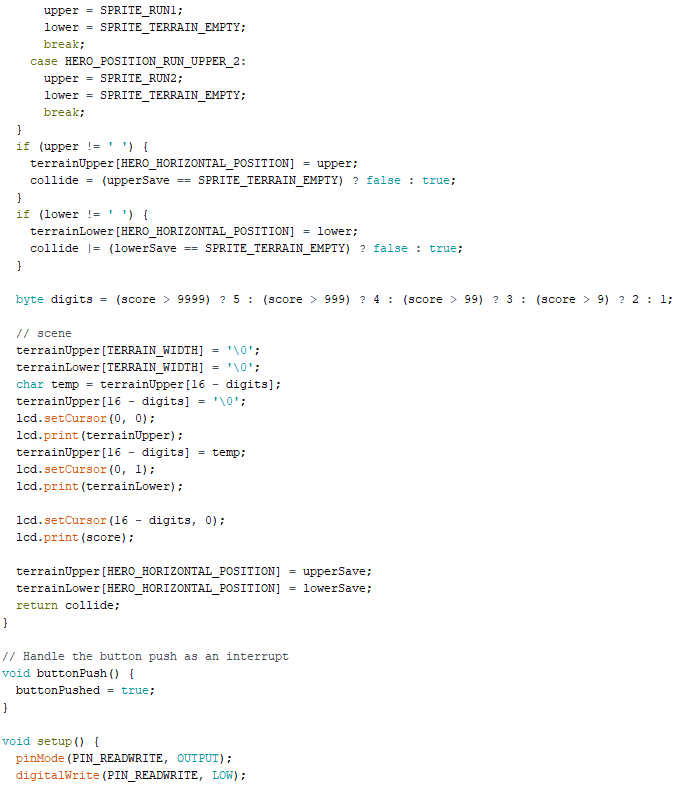 upper = SPRITE_RUN1;
lower = SPRITE_TERRAIN_EMPTY;
break;
case HERO_POSITION_RUN_UPPER_2:
upper = SPRITE_RUN2;
lower = SPRITE_TERRAIN_EMPTY;
break;
}
if (upper != ' ') {
terrainUpper[HERO_HORIZONTAL_POSITION] = upper;
collide = (upperSave == SPRITE_TERRAIN_EMPTY) ? false : true;
}
if (lower != ' ') {
terrainLower[HERO_HORIZONTAL_POSITION] = lower;
collide |= (lowerSave == SPRITE_TERRAIN_EMPTY) ? false : true;
}
byte digits = (score > 9999) ? 5 : (score > 999) ? 4 : (score > 99) ? 3 : (score > 9) ? 2 : 1;
// scene
terrainUpper[TERRAIN_WIDTH] = '\0';
terrainLower[TERRAIN_WIDTH] = '\0';
char temp = terrainUpper[16 - digits];
terrainUpper[16 - digits] = '\0';
lcd.setCursor(0, 0);
lcd.print(terrainUpper);
terrainUpper[16 - digits] = temp;
lcd.setCursor(0, 1);
lcd.print(terrainLower);
lcd.setCursor(16 - digits, 0);
lcd.print(score);
terrainUpper[HERO_HORIZONTAL_POSITION] = upperSave;
terrainLower[HERO_HORIZONTAL_POSITION] = lowerSave;
return collide;
}
// Handle the button push as an interrupt
void buttonPush() {
buttonPushed = true;
}
void setup() {
pinMode(PIN_READWRITE, OUTPUT);
digitalWrite(PIN_READWRITE, LOW);